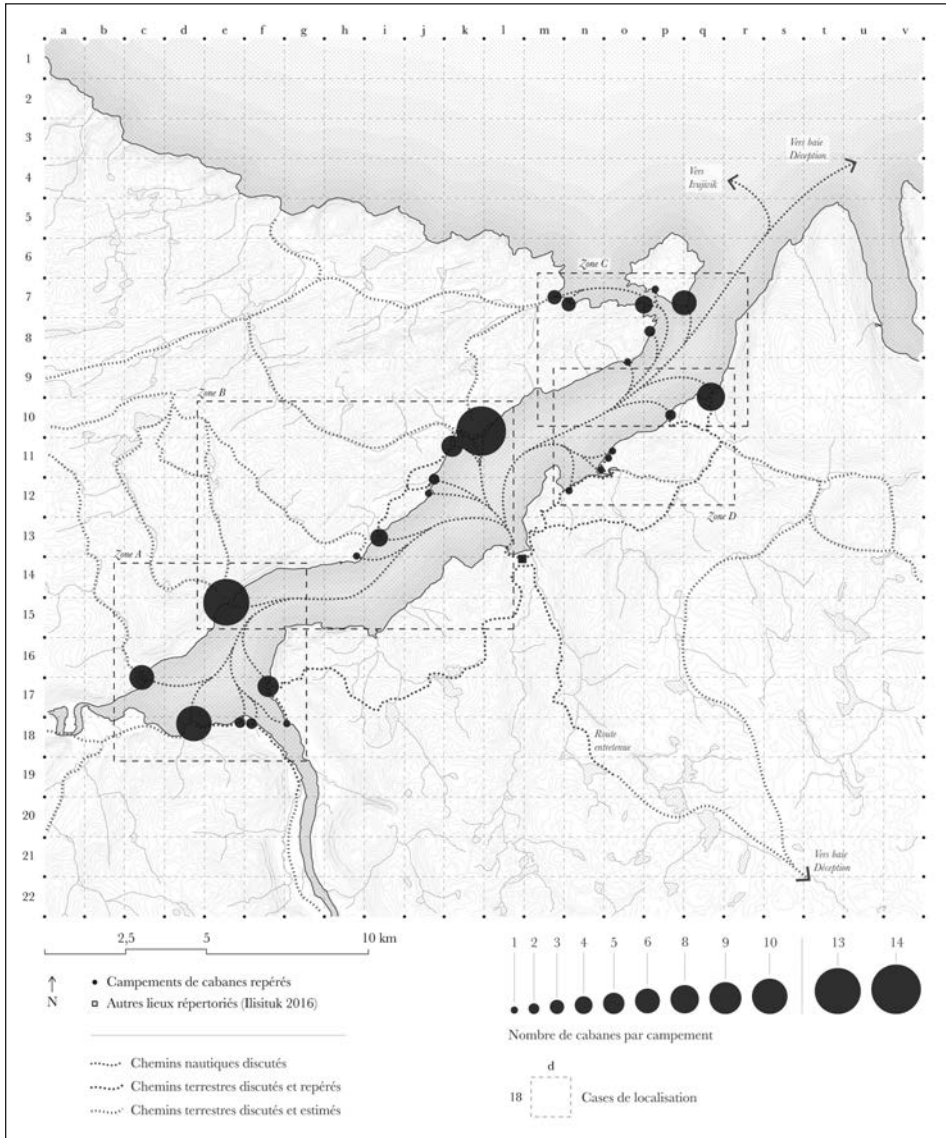 a b c d e f g h i j k l m n o p q r s t u v
1
2
3
4
5
6
7
8
9
10
11
12
13
14
15
16
17
18
19
20
21
22
Vers baie
Déception
Vers
Ivujivik
Zone C
Zone B
Zone D
Zone A
Route
entretenue
Vers baie
Déception
2,5 5 10 km
N
Campements de cabanes repérés
Autres lieux répertoriés (Ilisituk 2016)
Chemins nautiques discutés
Chemins terrestres discutés et repérés
Chemins terrestres discutés et estimés
1 2 3 4 5 6 8 9 10 13 14
Nombre de cabanes par campement
d
18 Cases de localisation